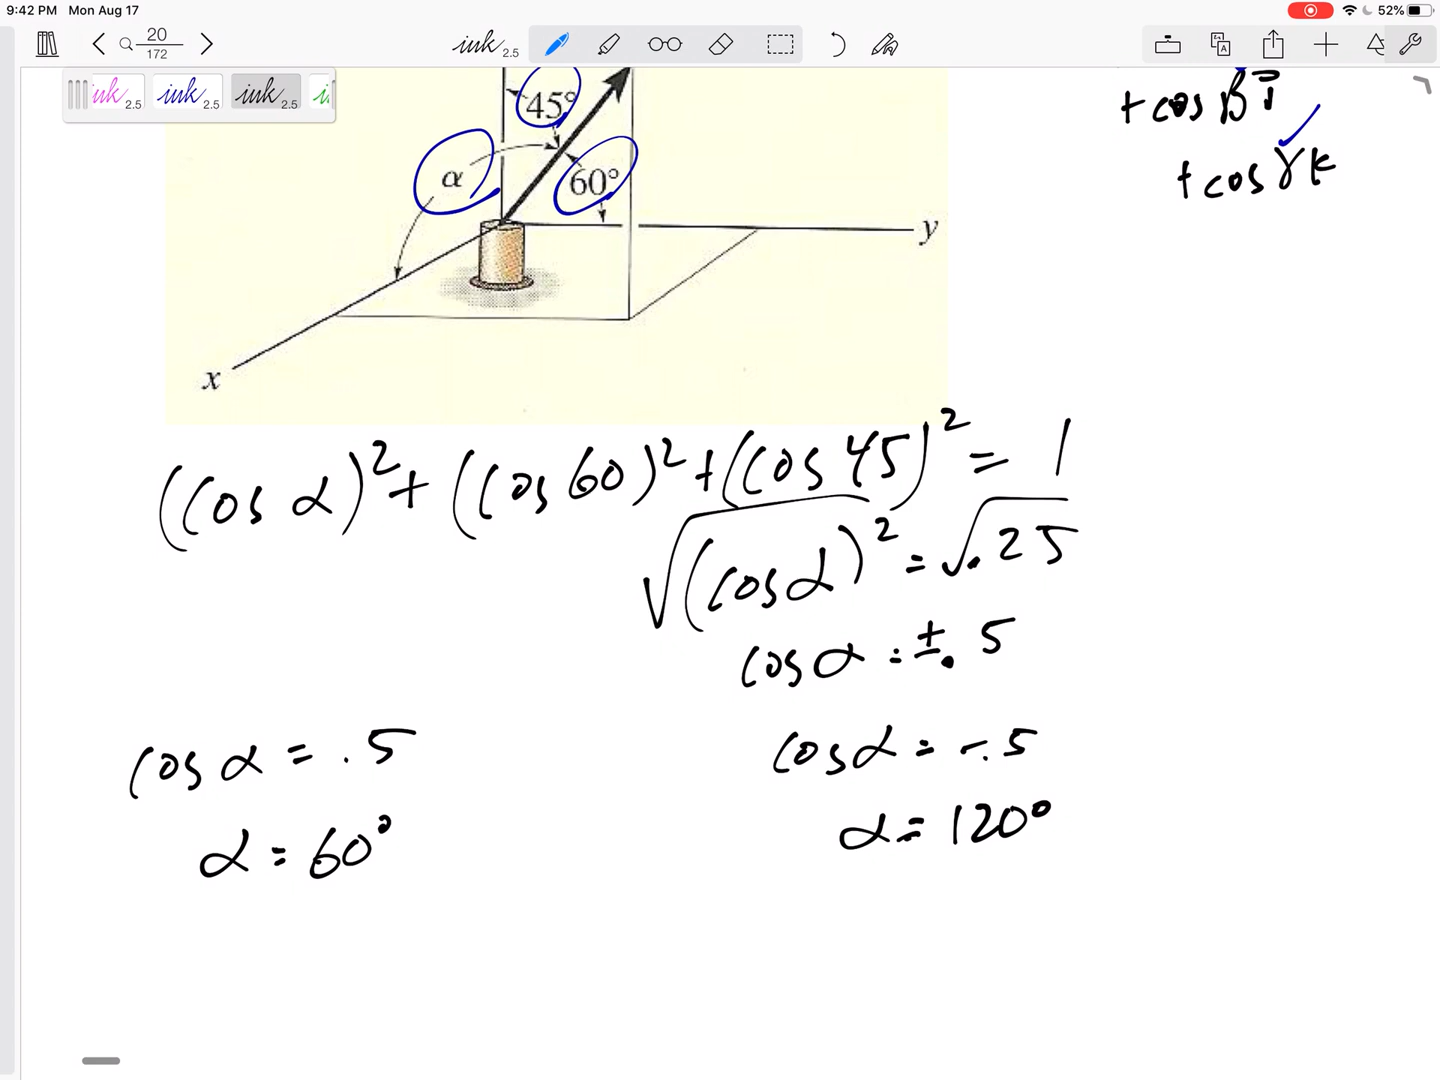 9:42 PM Mon Aug 17
52%
20
172
ink 2.5
ink 2.5
ink 2.5
ink 2.5
+ cos β j
+ cos γ k
45°
α
60°
y
x
(cos α)² + (cos 60)² + (cos 45)² = 1
√(cos α)² = √.25
cos α = ±.5
cos α = .5
cos α = -.5
α = 60°
α = 120°